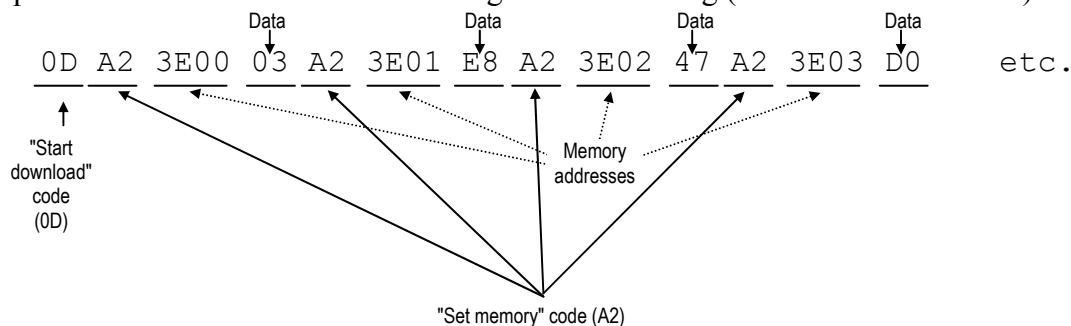 Data Data Data Data
0D A2 3E00 03 A2 3E01 E8 A2 3E02 47 A2 3E03 D0 etc.
"Start
download"
code
(0D)
Memory
addresses
"Set memory" code (A2)